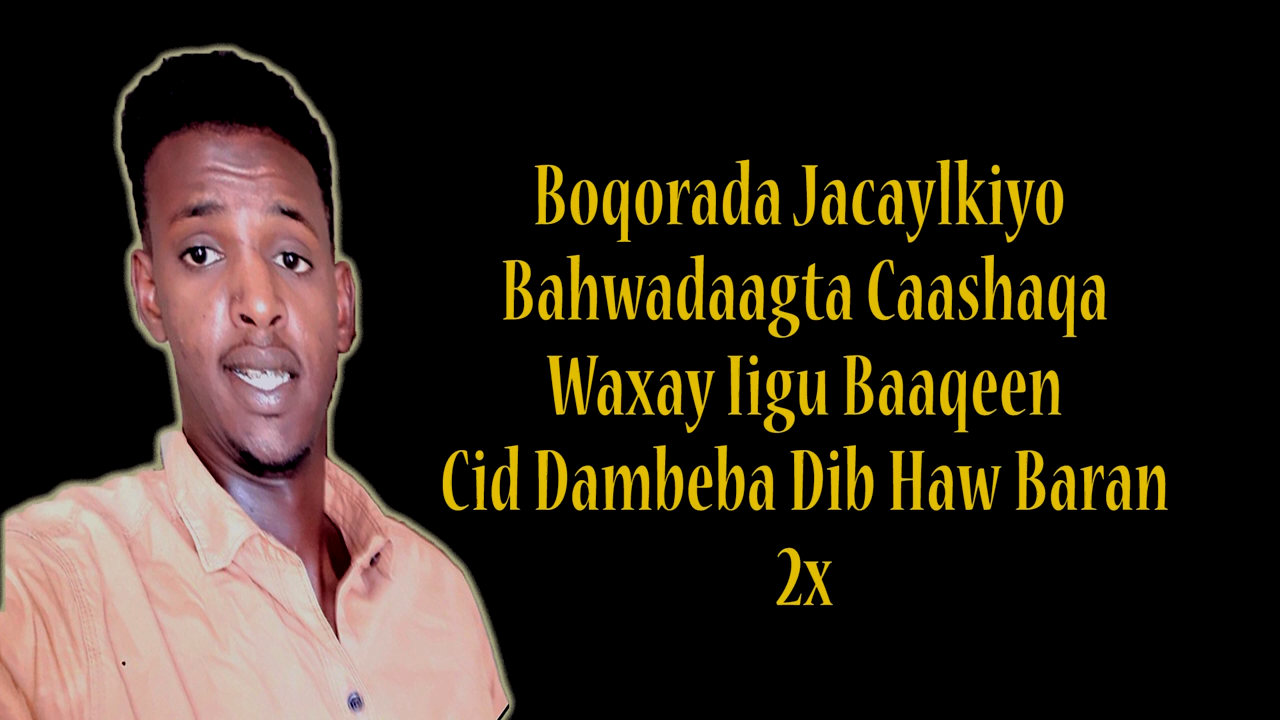 Boqorada Jacaylkiyo
Bahwadaagta Caashaqa
Waxay Iigu Baaqeen
Cid Dambeba Dib Haw Baran
2x